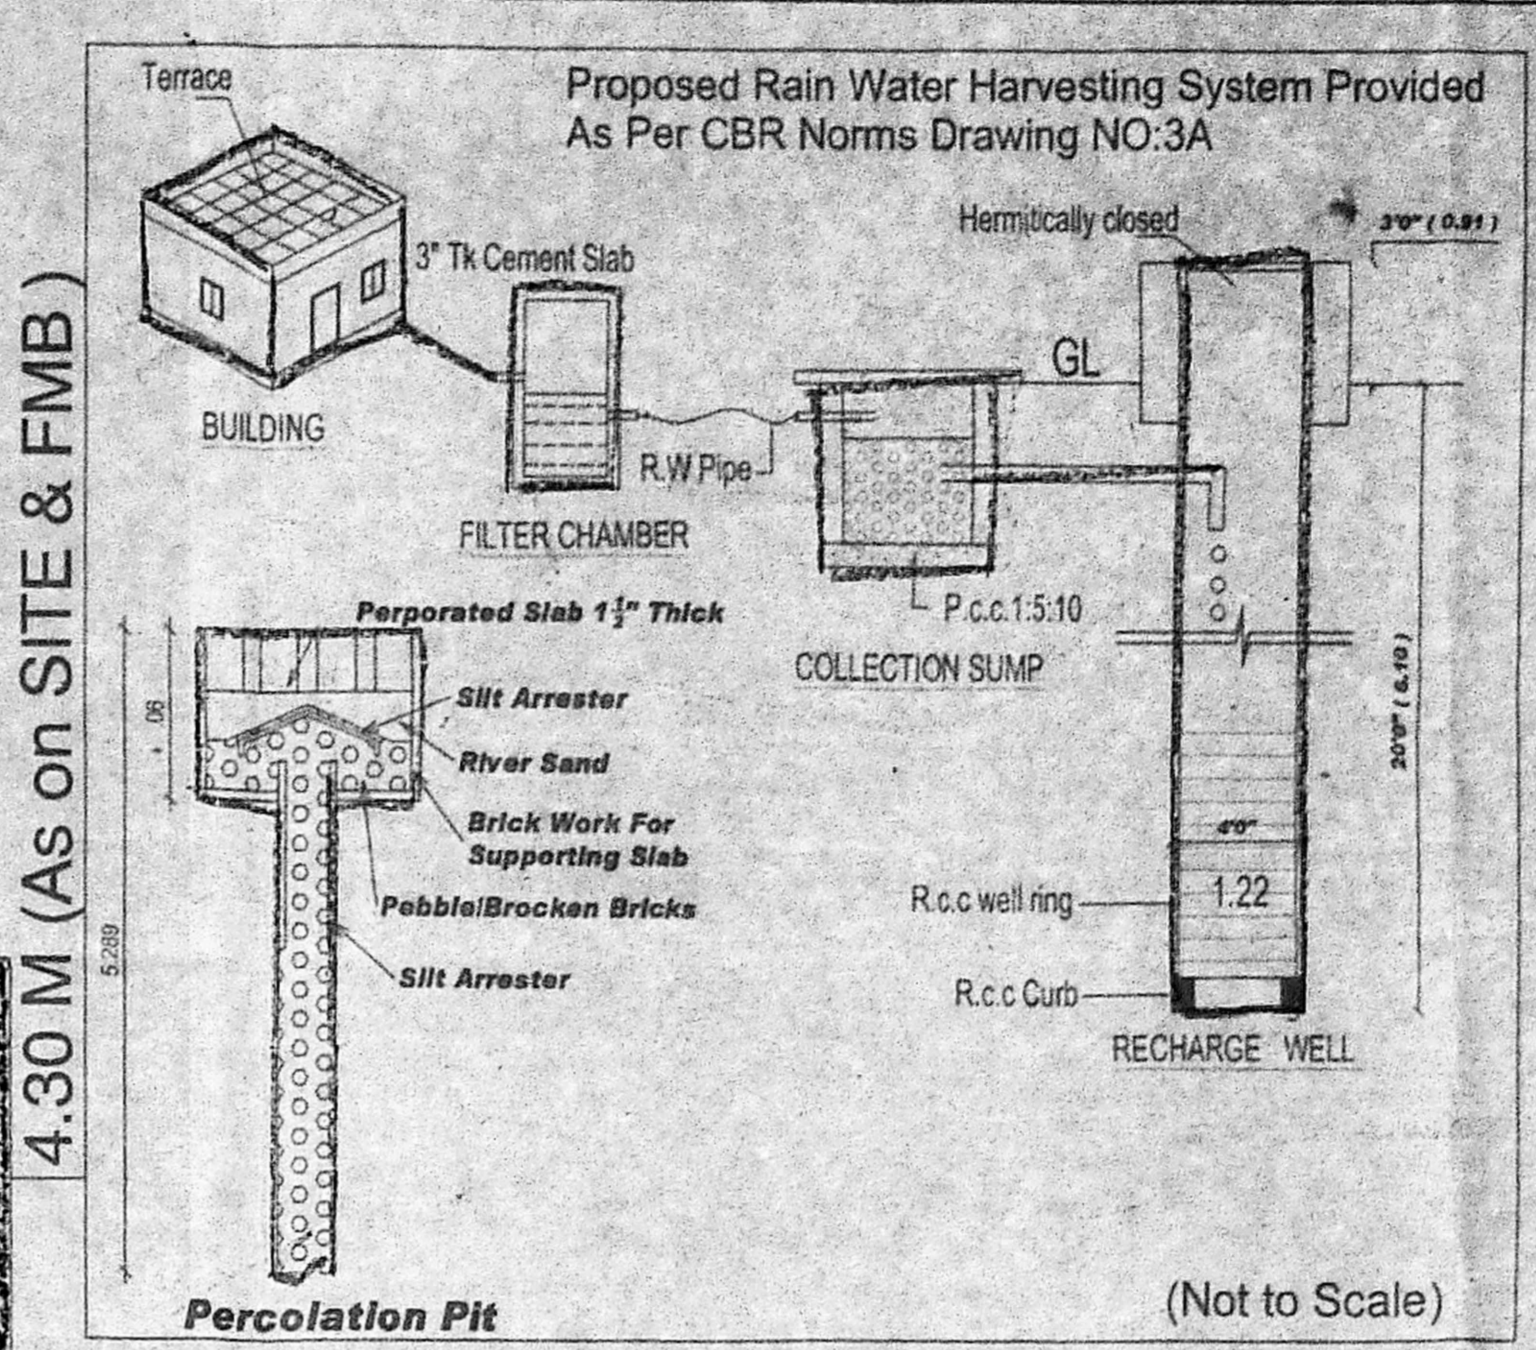 Terrace
Proposed Rain Water Harvesting System Provided
As Per CBR Norms Drawing NO:3A
Hermitically closed
3'0" ( 0.91 )
3" Tk Cement Slab
GL
BUILDING
R.W Pipe
FILTER CHAMBER
P.c.c.1:5:10
COLLECTION SUMP
20'0" ( 6.10 )
4'0"
1.22
R.c.c well ring
R.c.c Curb
RECHARGE WELL
Perporated Slab 1½" Thick
Silt Arrester
River Sand
Brick Work For
Supporting Slab
Pebble/Brocken Bricks
Silt Arrester
5.289
Percolation Pit
(Not to Scale)
4.30 M (As on SITE & FMB )